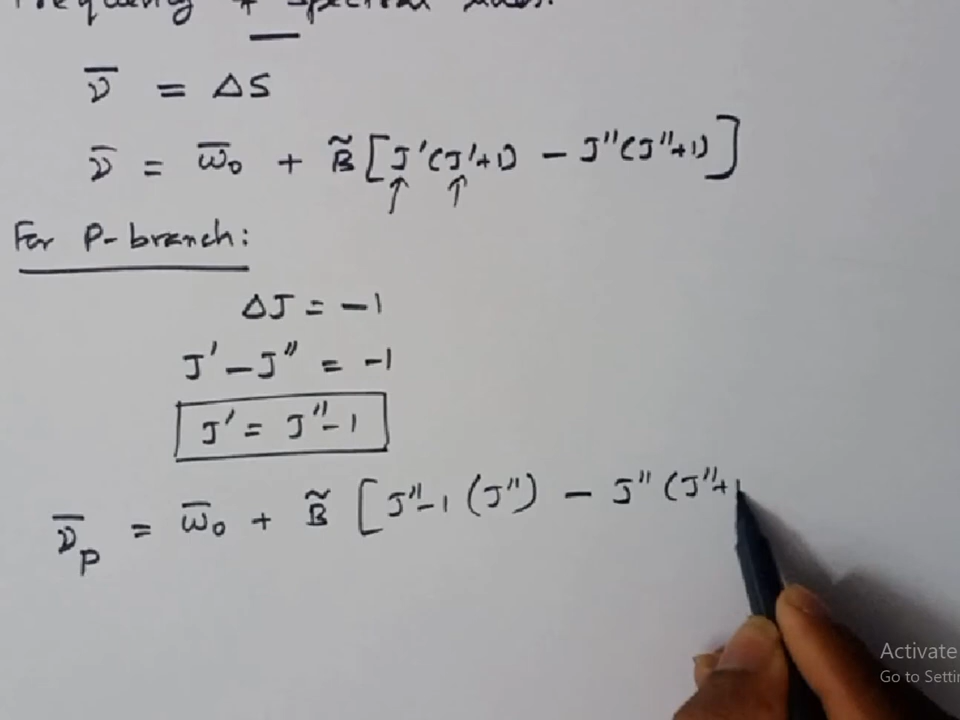 ν̄ = ΔS
ν̄ = ω̄₀ + B̃ [J'(J'+1) − J''(J''+1)]
For P-branch:
ΔJ = −1
J' − J'' = −1
J' = J''−1
ν̄p = ω̄₀ + B̃ [J''−1 (J'') − J'' (J''+1
Activate
Go to Setti